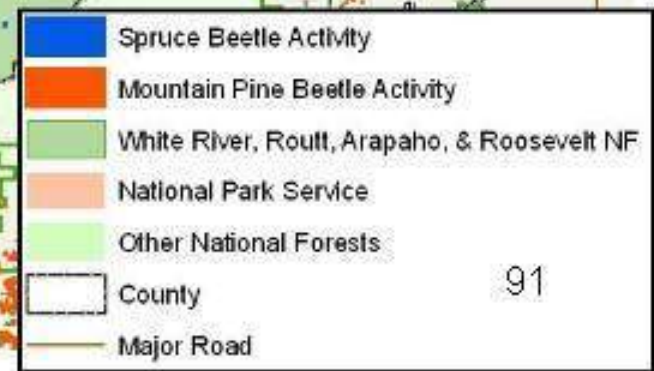 Spruce Beetle Activity
Mountain Pine Beetle Activity
White River, Routt, Arapaho, & Roosevelt NF
National Park Service
Other National Forests
County
91
Major Road